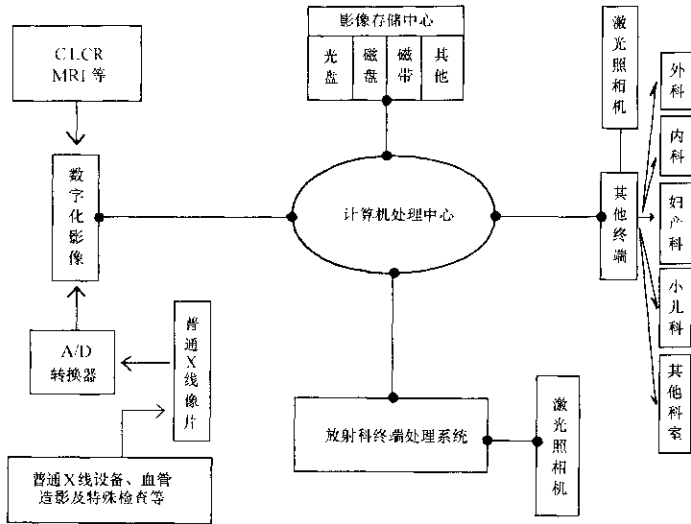 影像存储中心
光盘
磁盘
磁带
其他
CT.CR
MRI 等
激光照相机
外科
内科
妇产科
小儿科
其他科室
数字化影像
计算机处理中心
其他终端
A/D
转换器
普通X线像片
放射科终端处理系统
激光照相机
普通X线设备、血管
造影及特殊检查等